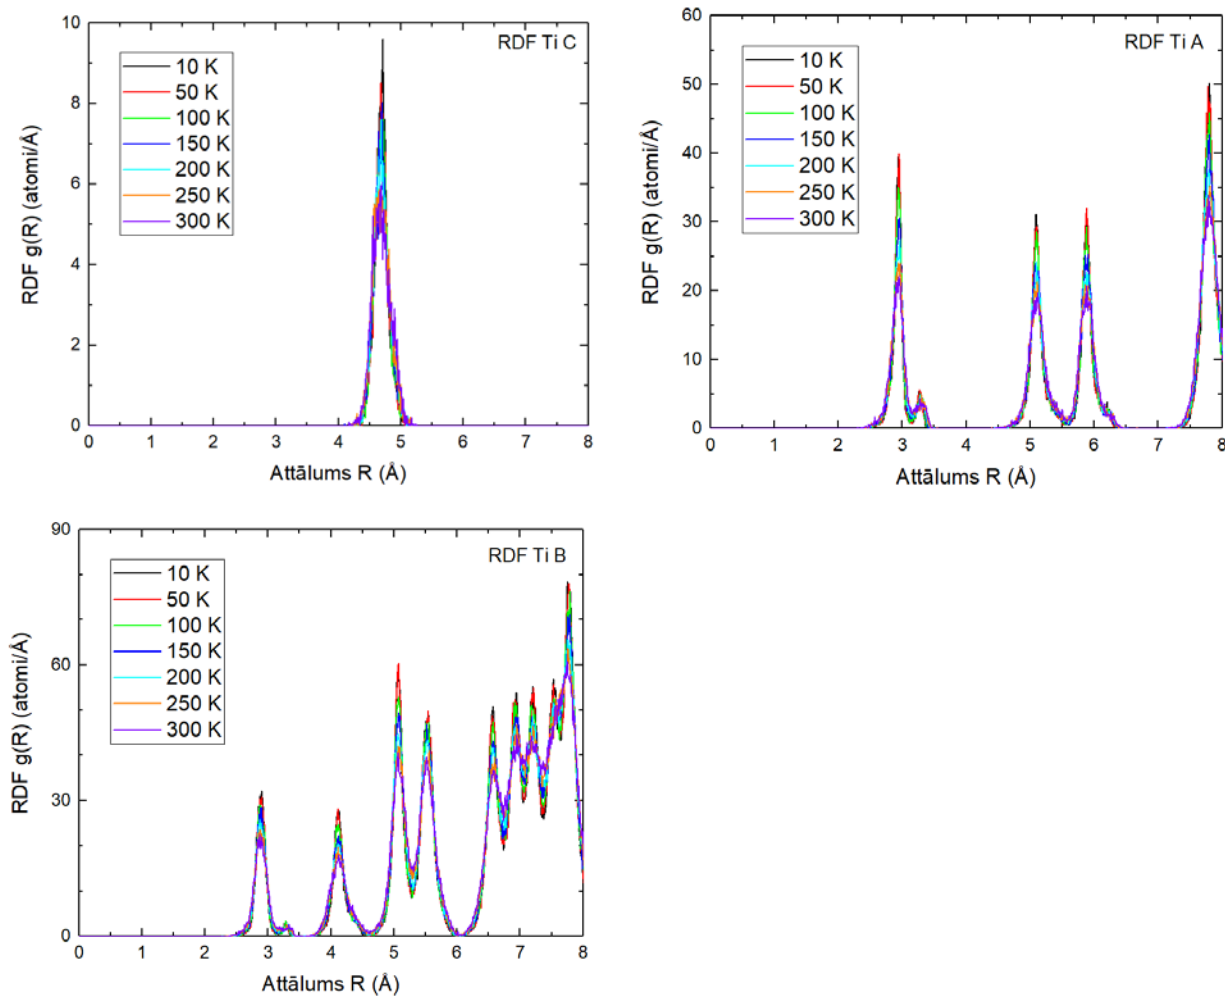 RDF Ti C
10 K
50 K
100 K
150 K
200 K
250 K
300 K
10
8
6
4
2
0
0 1 2 3 4 5 6 7 8
RDF g(R) (atomi/Å)
Attālums R (Å)
RDF Ti A
10 K
50 K
100 K
150 K
200 K
250 K
300 K
60
50
40
30
20
10
0
0 1 2 3 4 5 6 7 8
RDF g(R) (atomi/Å)
Attālums R (Å)
RDF Ti B
10 K
50 K
100 K
150 K
200 K
250 K
300 K
90
60
30
0
0 1 2 3 4 5 6 7 8
RDF g(R) (atomi/Å)
Attālums R (Å)